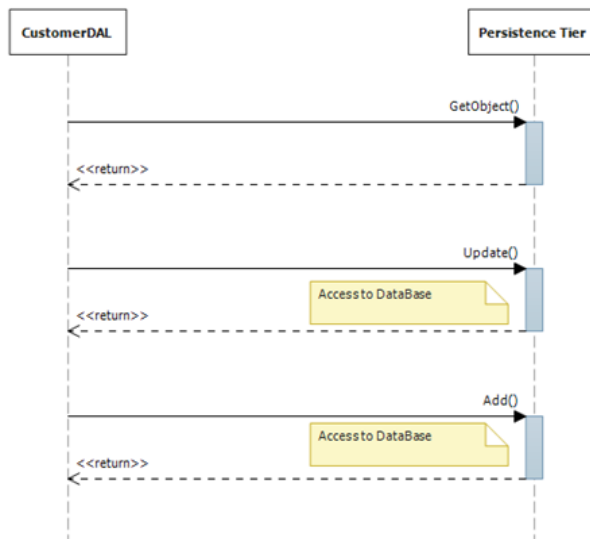 CustomerDAL
Persistence Tier
GetObject()
<<return>>
Update()
Access to DataBase
<<return>>
Add()
Access to DataBase
<<return>>